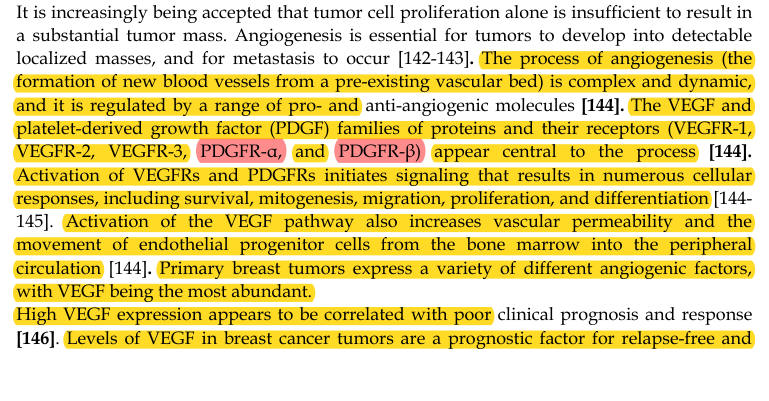 It is increasingly being accepted that tumor cell proliferation alone is insufficient to result in
a substantial tumor mass. Angiogenesis is essential for tumors to develop into detectable
localized masses, and for metastasis to occur [142-143]. The process of angiogenesis (the
formation of new blood vessels from a pre-existing vascular bed) is complex and dynamic,
and it is regulated by a range of pro- and anti-angiogenic molecules [144]. The VEGF and
platelet-derived growth factor (PDGF) families of proteins and their receptors (VEGFR-1,
VEGFR-2, VEGFR-3, PDGFR-α, and PDGFR-β) appear central to the process [144].
Activation of VEGFRs and PDGFRs initiates signaling that results in numerous cellular
responses, including survival, mitogenesis, migration, proliferation, and differentiation [144-
145]. Activation of the VEGF pathway also increases vascular permeability and the
movement of endothelial progenitor cells from the bone marrow into the peripheral
circulation [144]. Primary breast tumors express a variety of different angiogenic factors,
with VEGF being the most abundant.
High VEGF expression appears to be correlated with poor clinical prognosis and response
[146]. Levels of VEGF in breast cancer tumors are a prognostic factor for relapse-free and